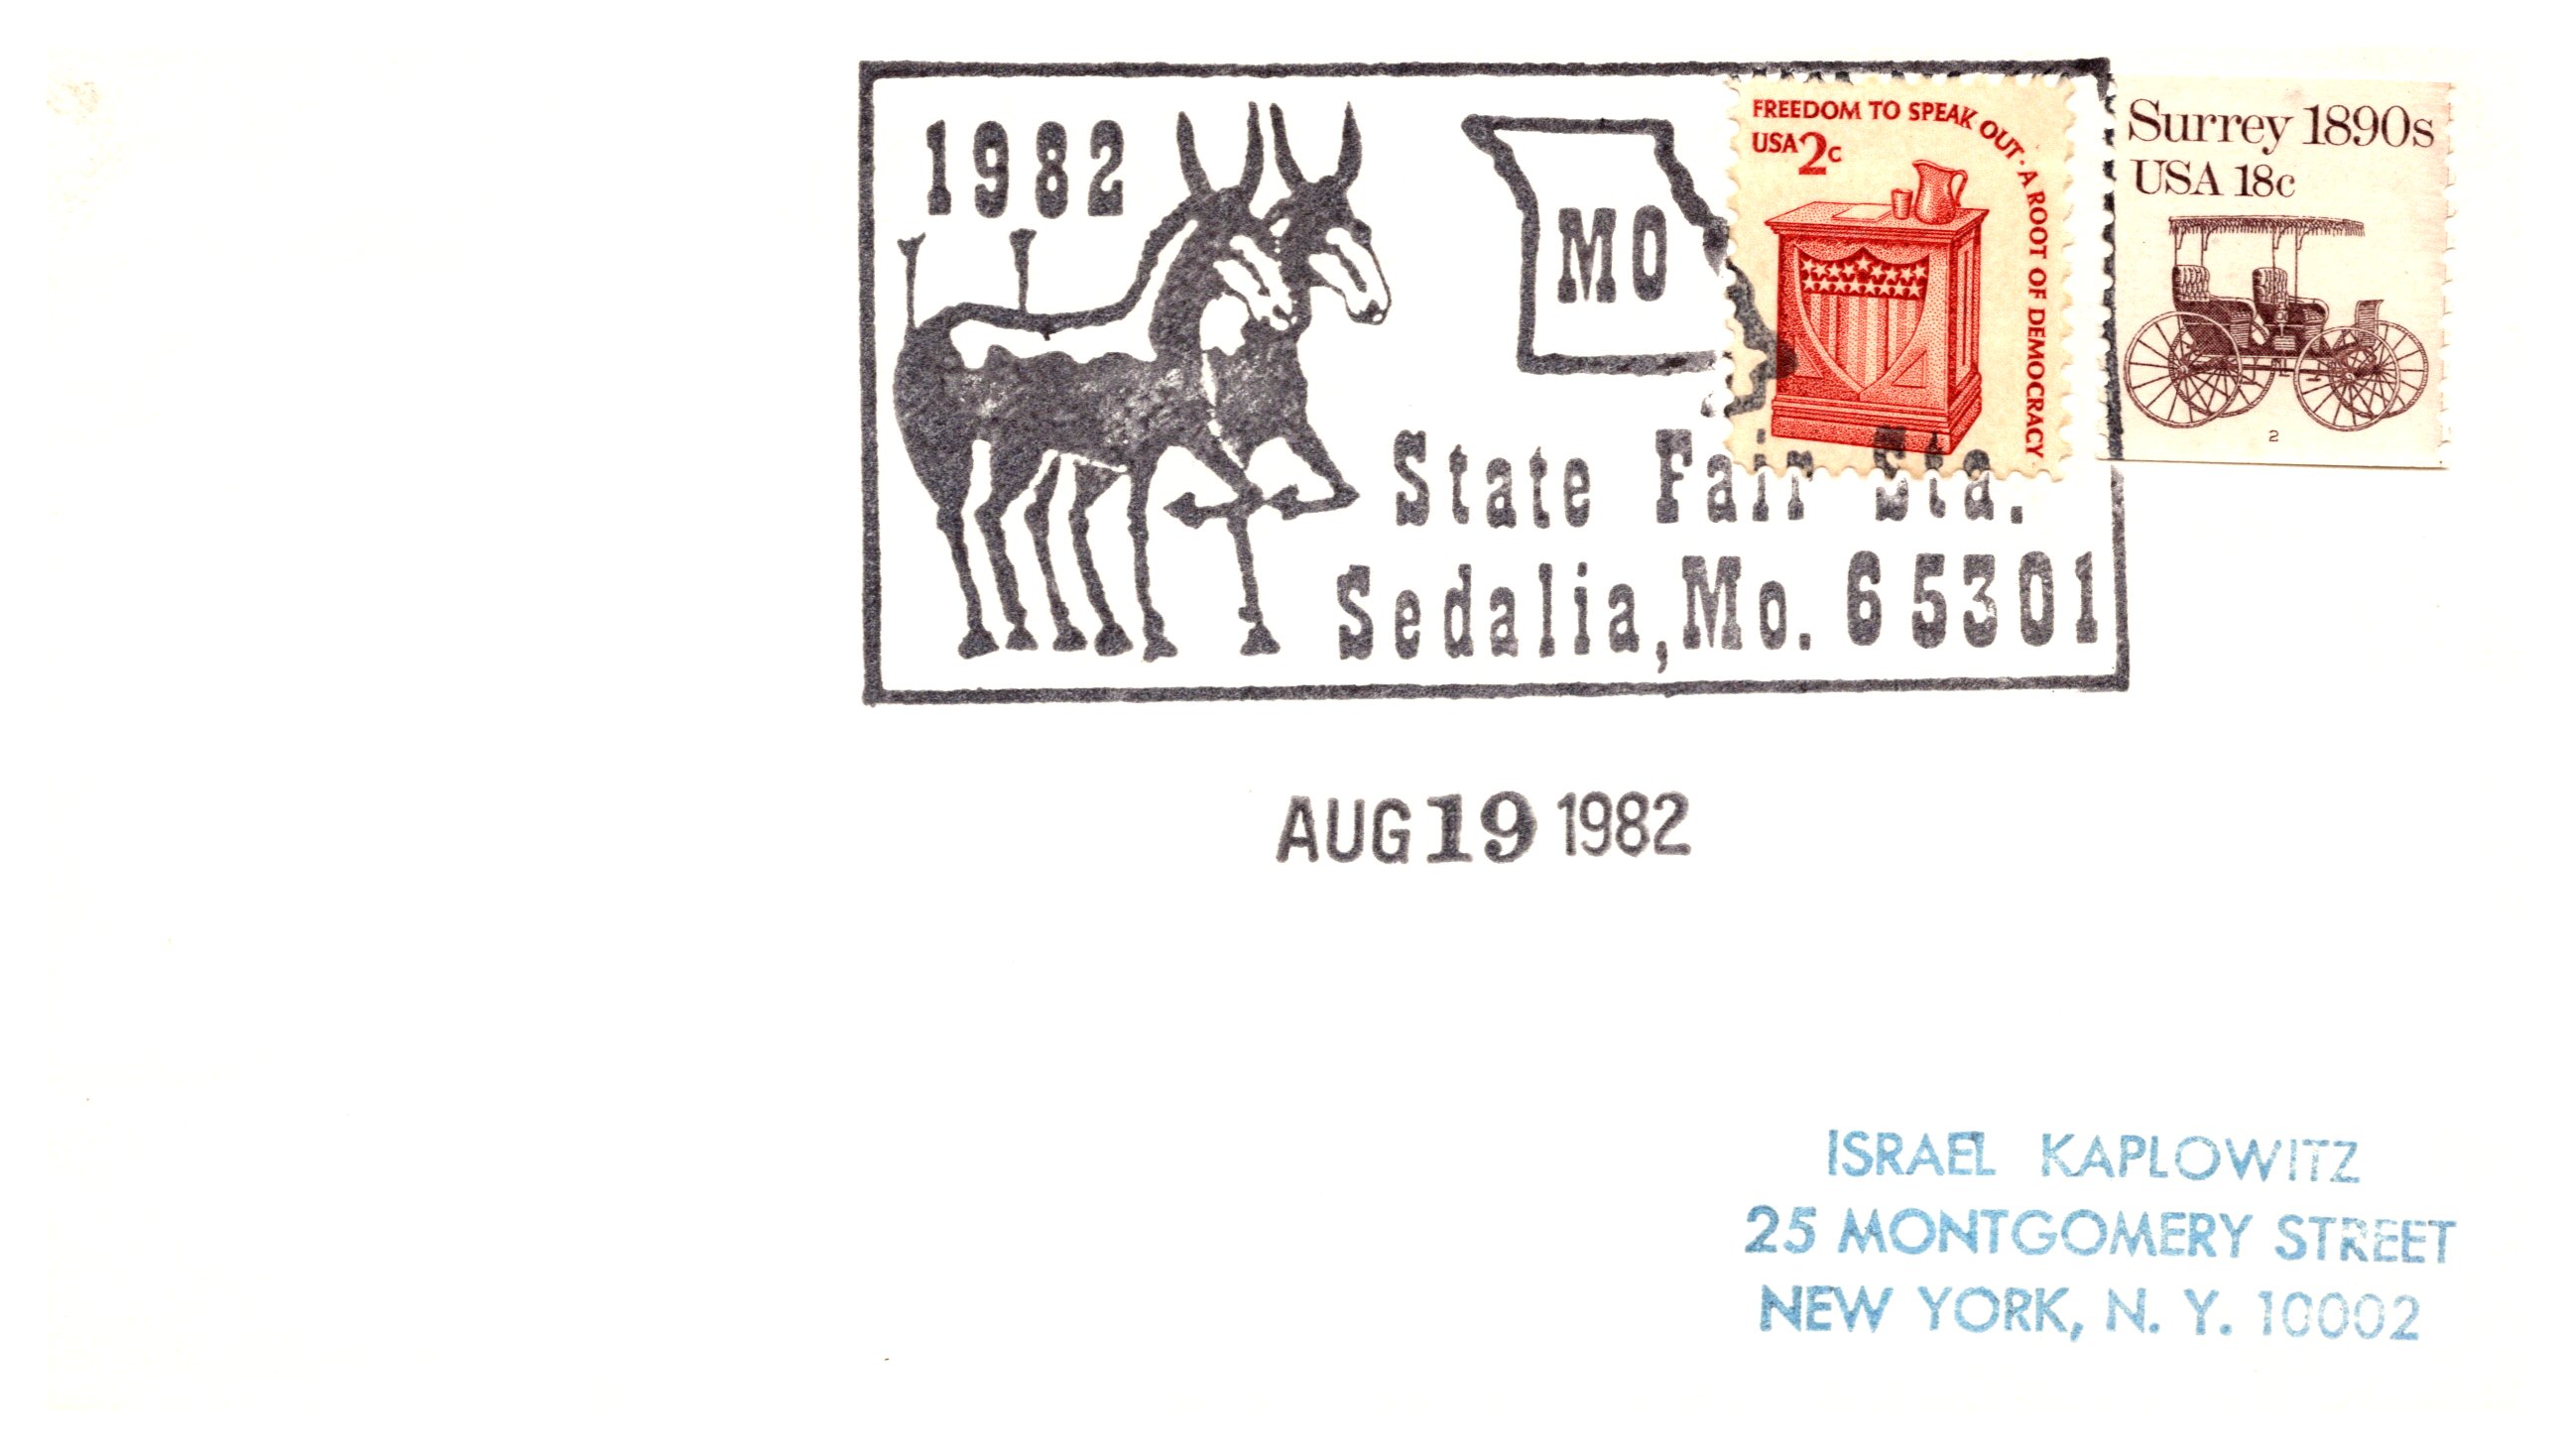 1982
MO
State Fair Sta.
Sedalia, Mo. 65301
FREEDOM TO SPEAK OUT · A ROOT OF DEMOCRACY
USA 2c
Surrey 1890s
USA 18c
2
AUG 19 1982
ISRAEL KAPLOWITZ
25 MONTGOMERY STREET
NEW YORK, N. Y. 10002